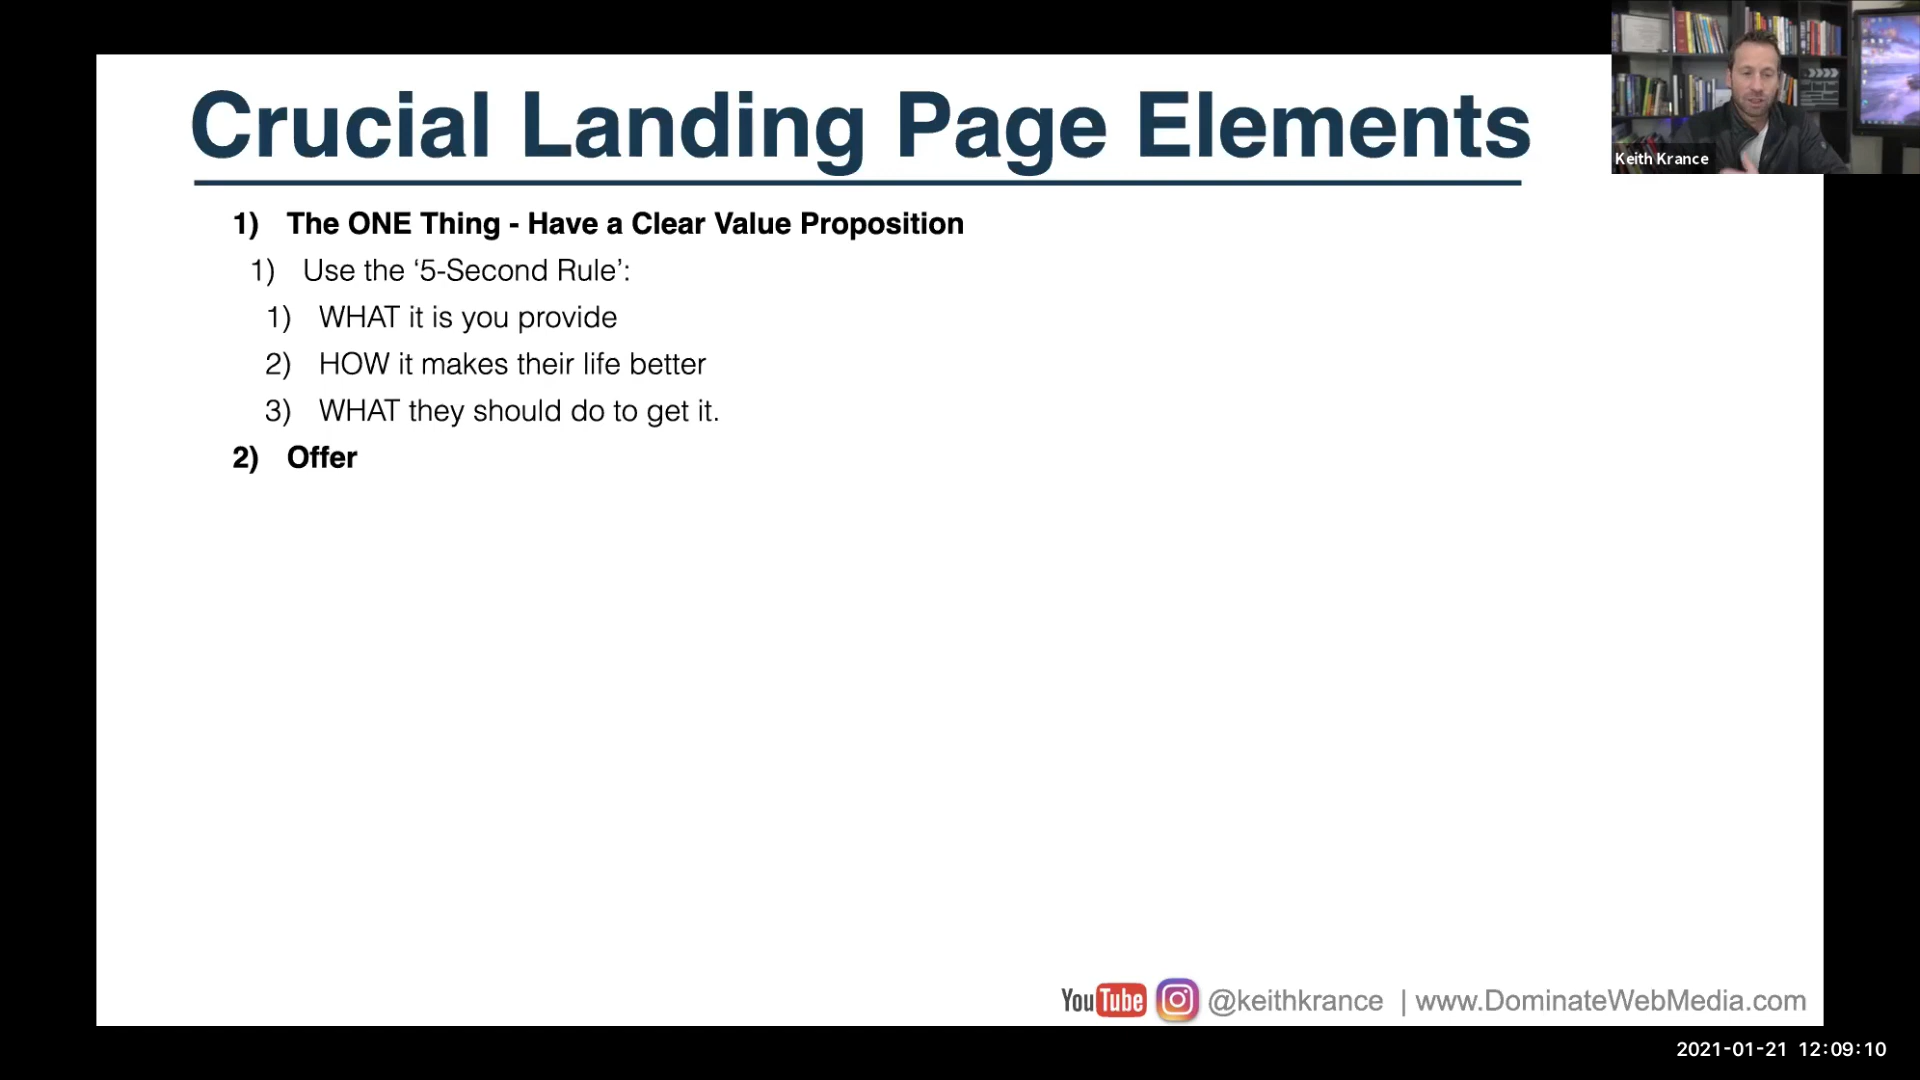 Crucial Landing Page Elements
Keith Krance
1) The ONE Thing - Have a Clear Value Proposition
1) Use the ‘5-Second Rule’:
1) WHAT it is you provide
2) HOW it makes their life better
3) WHAT they should do to get it.
2) Offer
YouTube @keithkrance | www.DominateWebMedia.com
2021-01-21 12:09:10